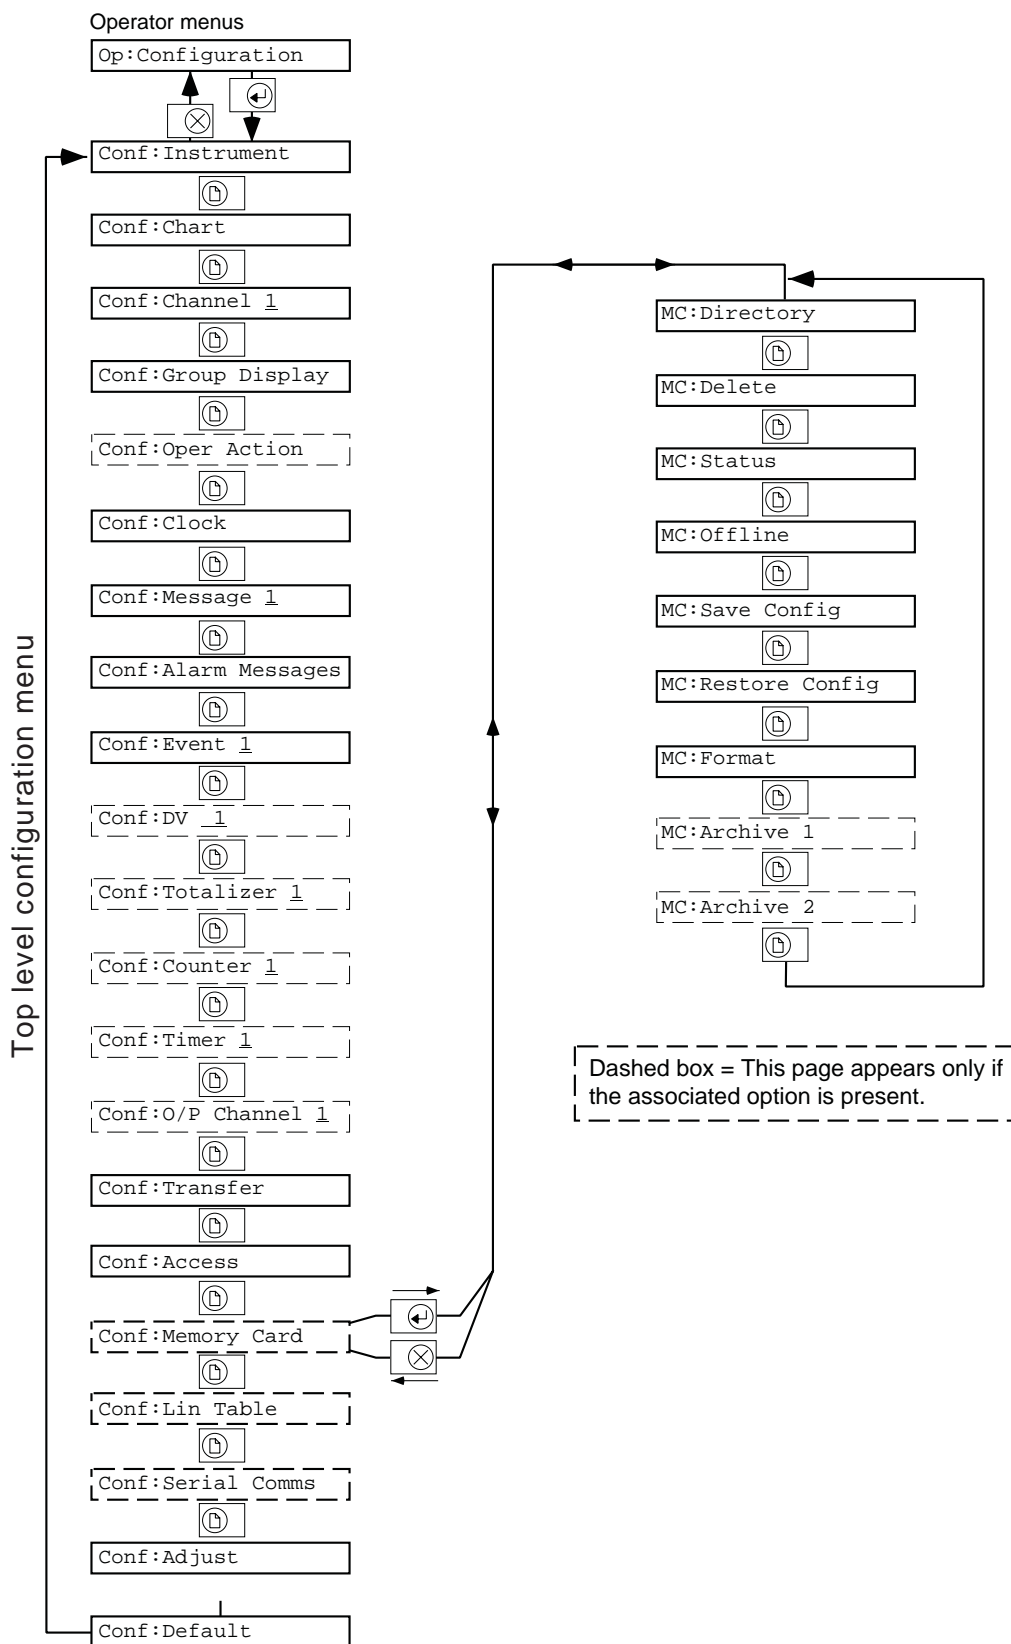 Operator menus
Op:Configuration
Conf:Instrument
Conf:Chart
Conf:Channel 1
Conf:Group Display
Conf:Oper Action
Conf:Clock
Conf:Message 1
Conf:Alarm Messages
Conf:Event 1
Conf:DV 1
Conf:Totalizer 1
Conf:Counter 1
Conf:Timer 1
Conf:O/P Channel 1
Conf:Transfer
Conf:Access
Conf:Memory Card
Conf:Lin Table
Conf:Serial Comms
Conf:Adjust
Conf:Default
Top level configuration menu
MC:Directory
MC:Delete
MC:Status
MC:Offline
MC:Save Config
MC:Restore Config
MC:Format
MC:Archive 1
MC:Archive 2
Dashed box = This page appears only if
the associated option is present.